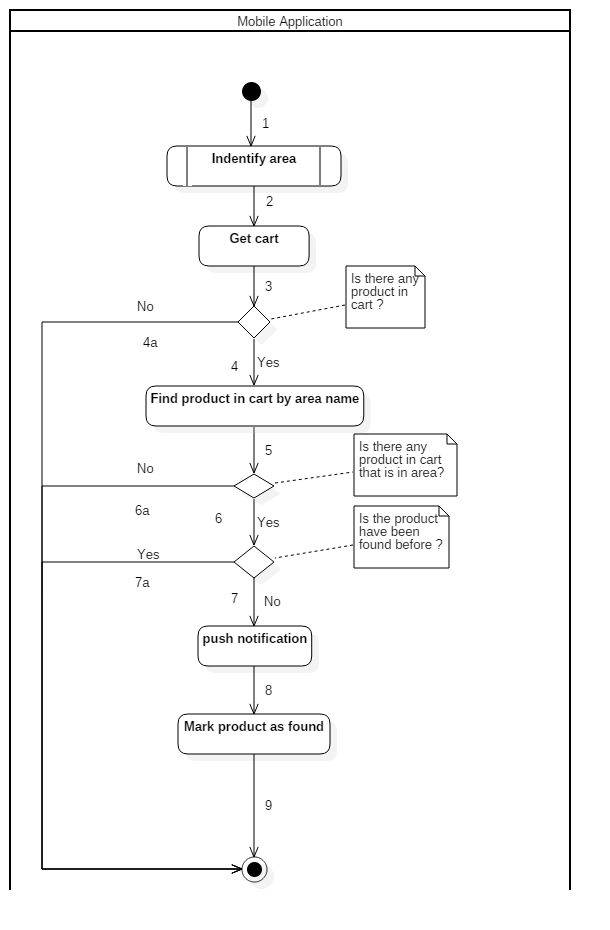 Mobile Application
1
Indentify area
2
Get cart
3
Is there any
product in
cart ?
No
4a
4
Yes
Find product in cart by area name
5
Is there any
product in cart
that is in area?
No
6a
6
Yes
Is the product
have been
found before ?
Yes
7a
7
No
push notification
8
Mark product as found
9